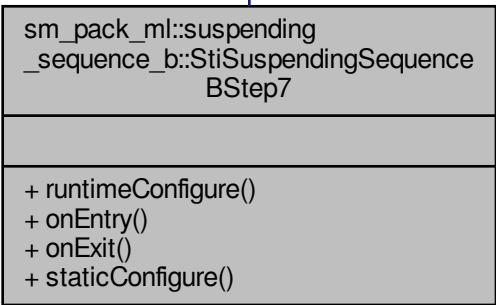 sm_pack_ml::suspending
_sequence_b::StiSuspendingSequence
BStep7
+ runtimeConfigure()
+ onEntry()
+ onExit()
+ staticConfigure()